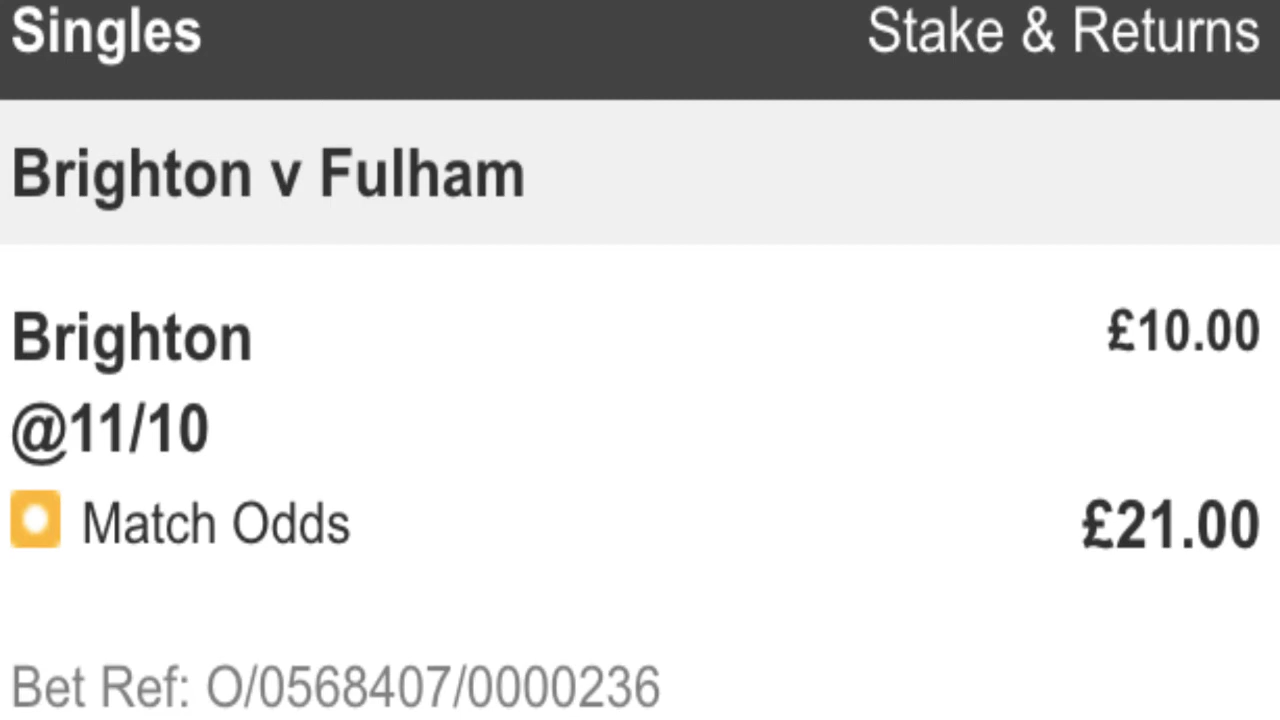 Singles Stake & Returns
Brighton v Fulham
Brighton £10.00
@11/10
Match Odds £21.00
Bet Ref: O/0568407/0000236